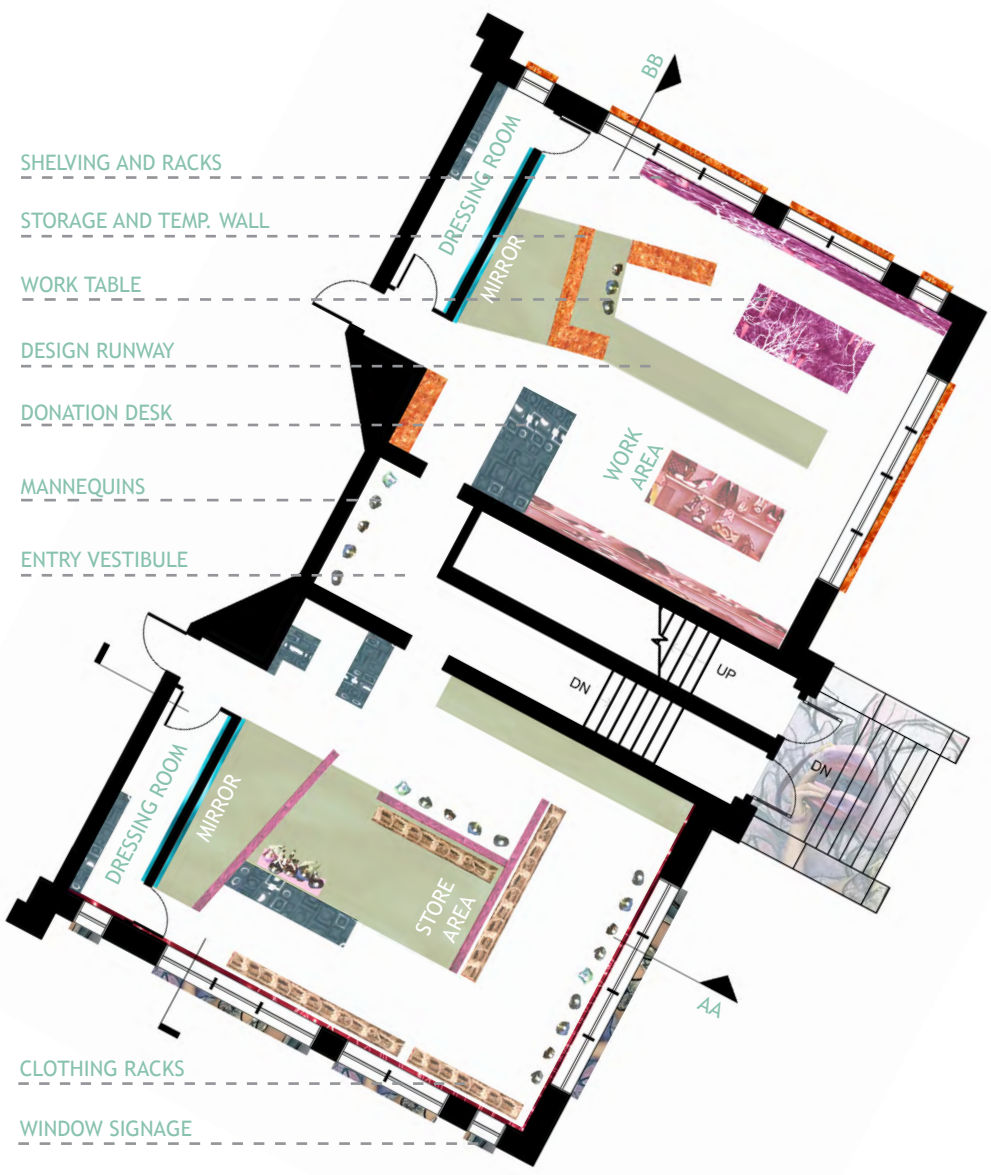 BB
SHELVING AND RACKS
DRESSING ROOM
STORAGE AND TEMP. WALL
MIRROR
WORK TABLE
DESIGN RUNWAY
DONATION DESK
WORK
AREA
MANNEQUINS
ENTRY VESTIBULE
UP
DN
DN
DRESSING ROOM
MIRROR
STORE
AREA
AA
CLOTHING RACKS
WINDOW SIGNAGE